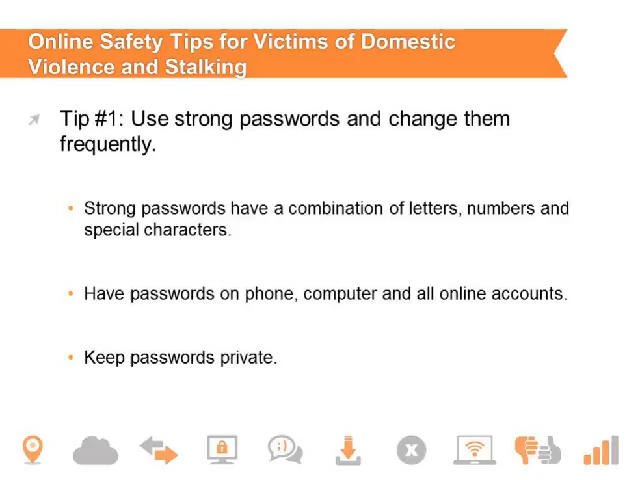 Online Safety Tips for Victims of Domestic
Violence and Stalking
Tip #1: Use strong passwords and change them
frequently.
• Strong passwords have a combination of letters, numbers and
special characters.
• Have passwords on phone, computer and all online accounts.
• Keep passwords private.